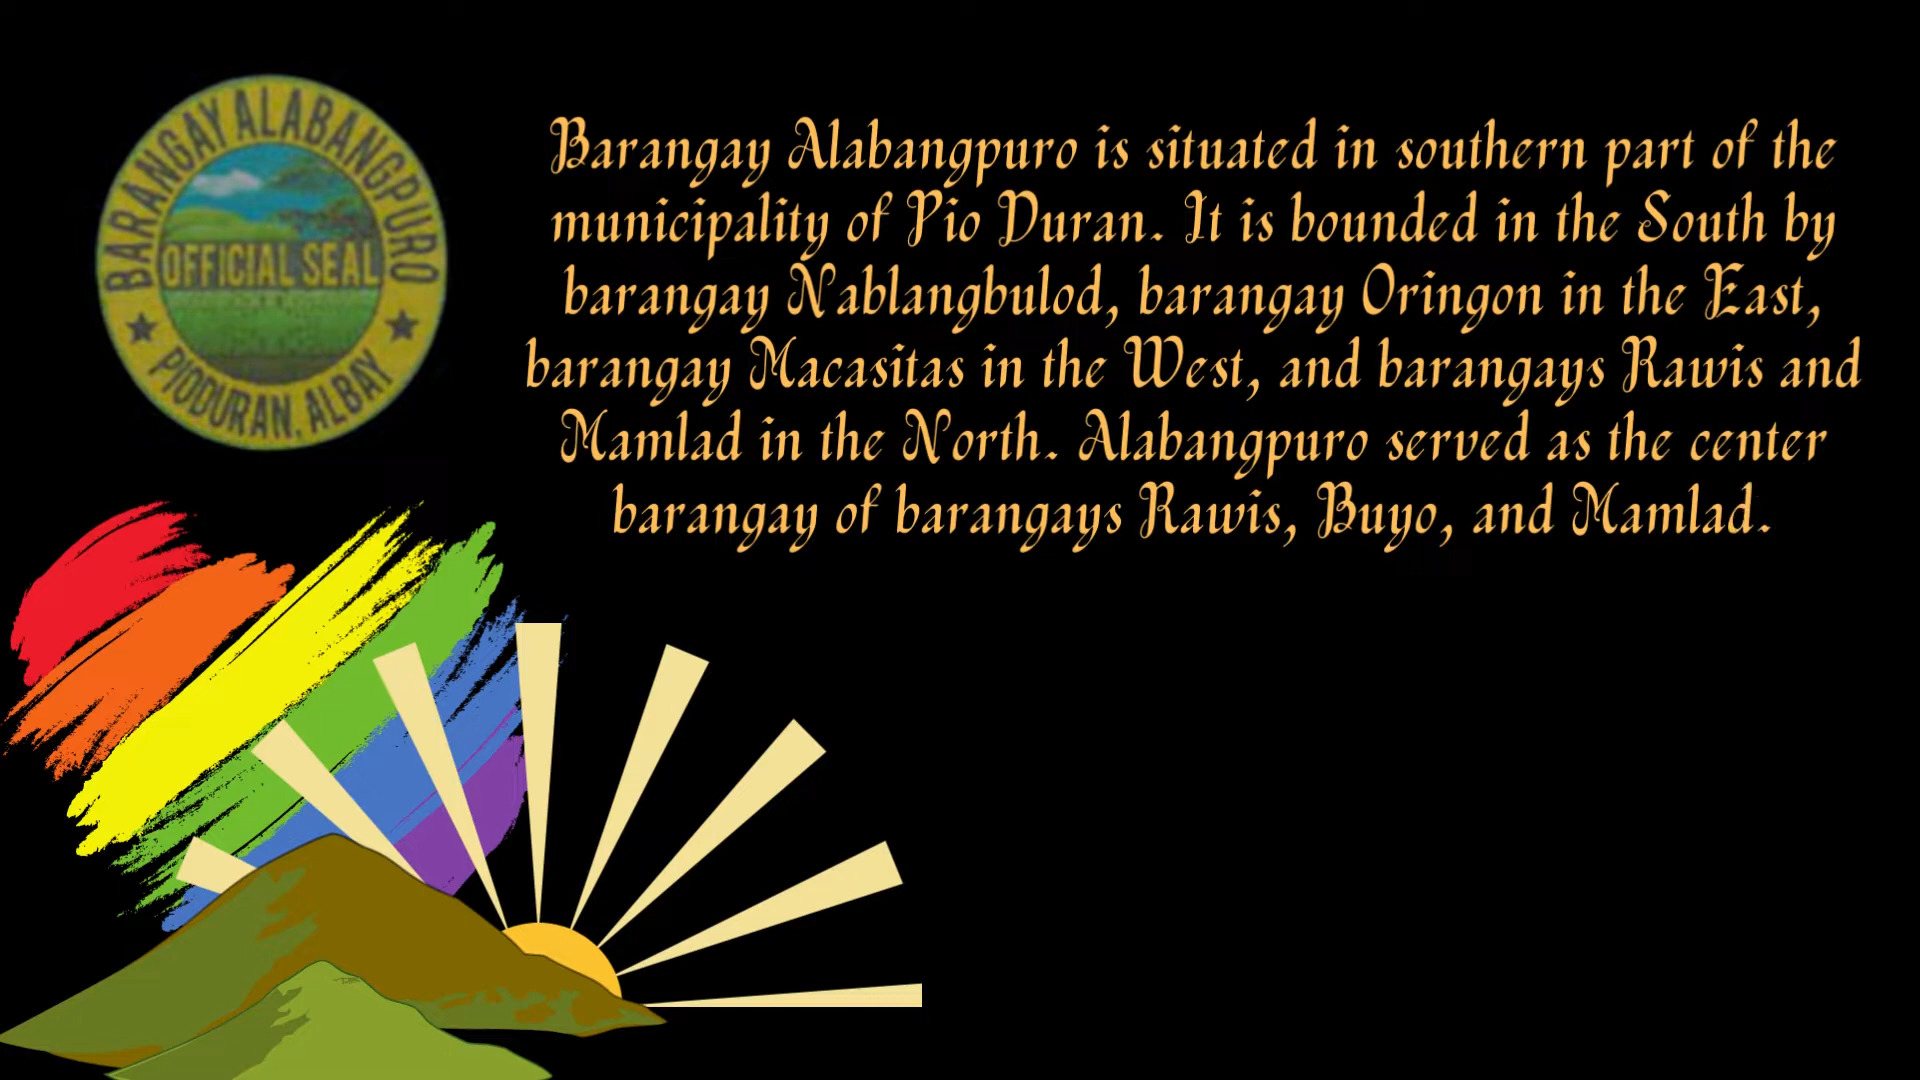 BARANGAY ALABANGPURO
OFFICIAL SEAL
PIODURAN, ALBAY
Barangay Alabangpuro is situated in southern part of the
municipality of Pio Duran. It is bounded in the South by
barangay Nablangbulod, barangay Oringon in the East,
barangay Macasitas in the West, and barangays Rawis and
Mamlad in the North. Alabangpuro served as the center
barangay of barangays Rawis, Buyo, and Mamlad.